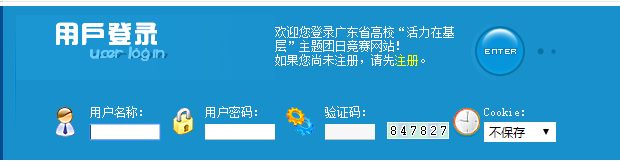 用戶登录
user login
欢迎您登录广东省高校“活力在基
层”主题团日竞赛网站！
如果您尚未注册，请先注册。
ENTER
用户名称：
用户密码：
验证码：
847827
Cookie：
不保存